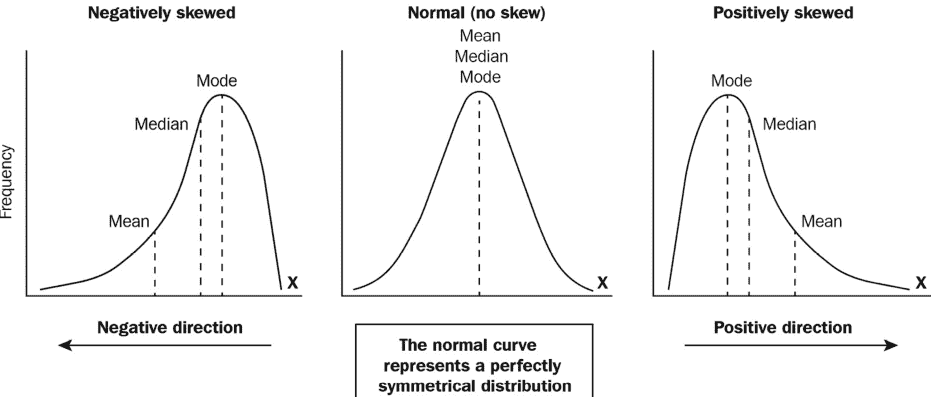 Negatively skewed
Normal (no skew)
Positively skewed
Frequency
Mode
Median
Mean
X
Negative direction
Mean
Median
Mode
X
The normal curve
represents a perfectly
symmetrical distribution
Mode
Median
Mean
X
Positive direction